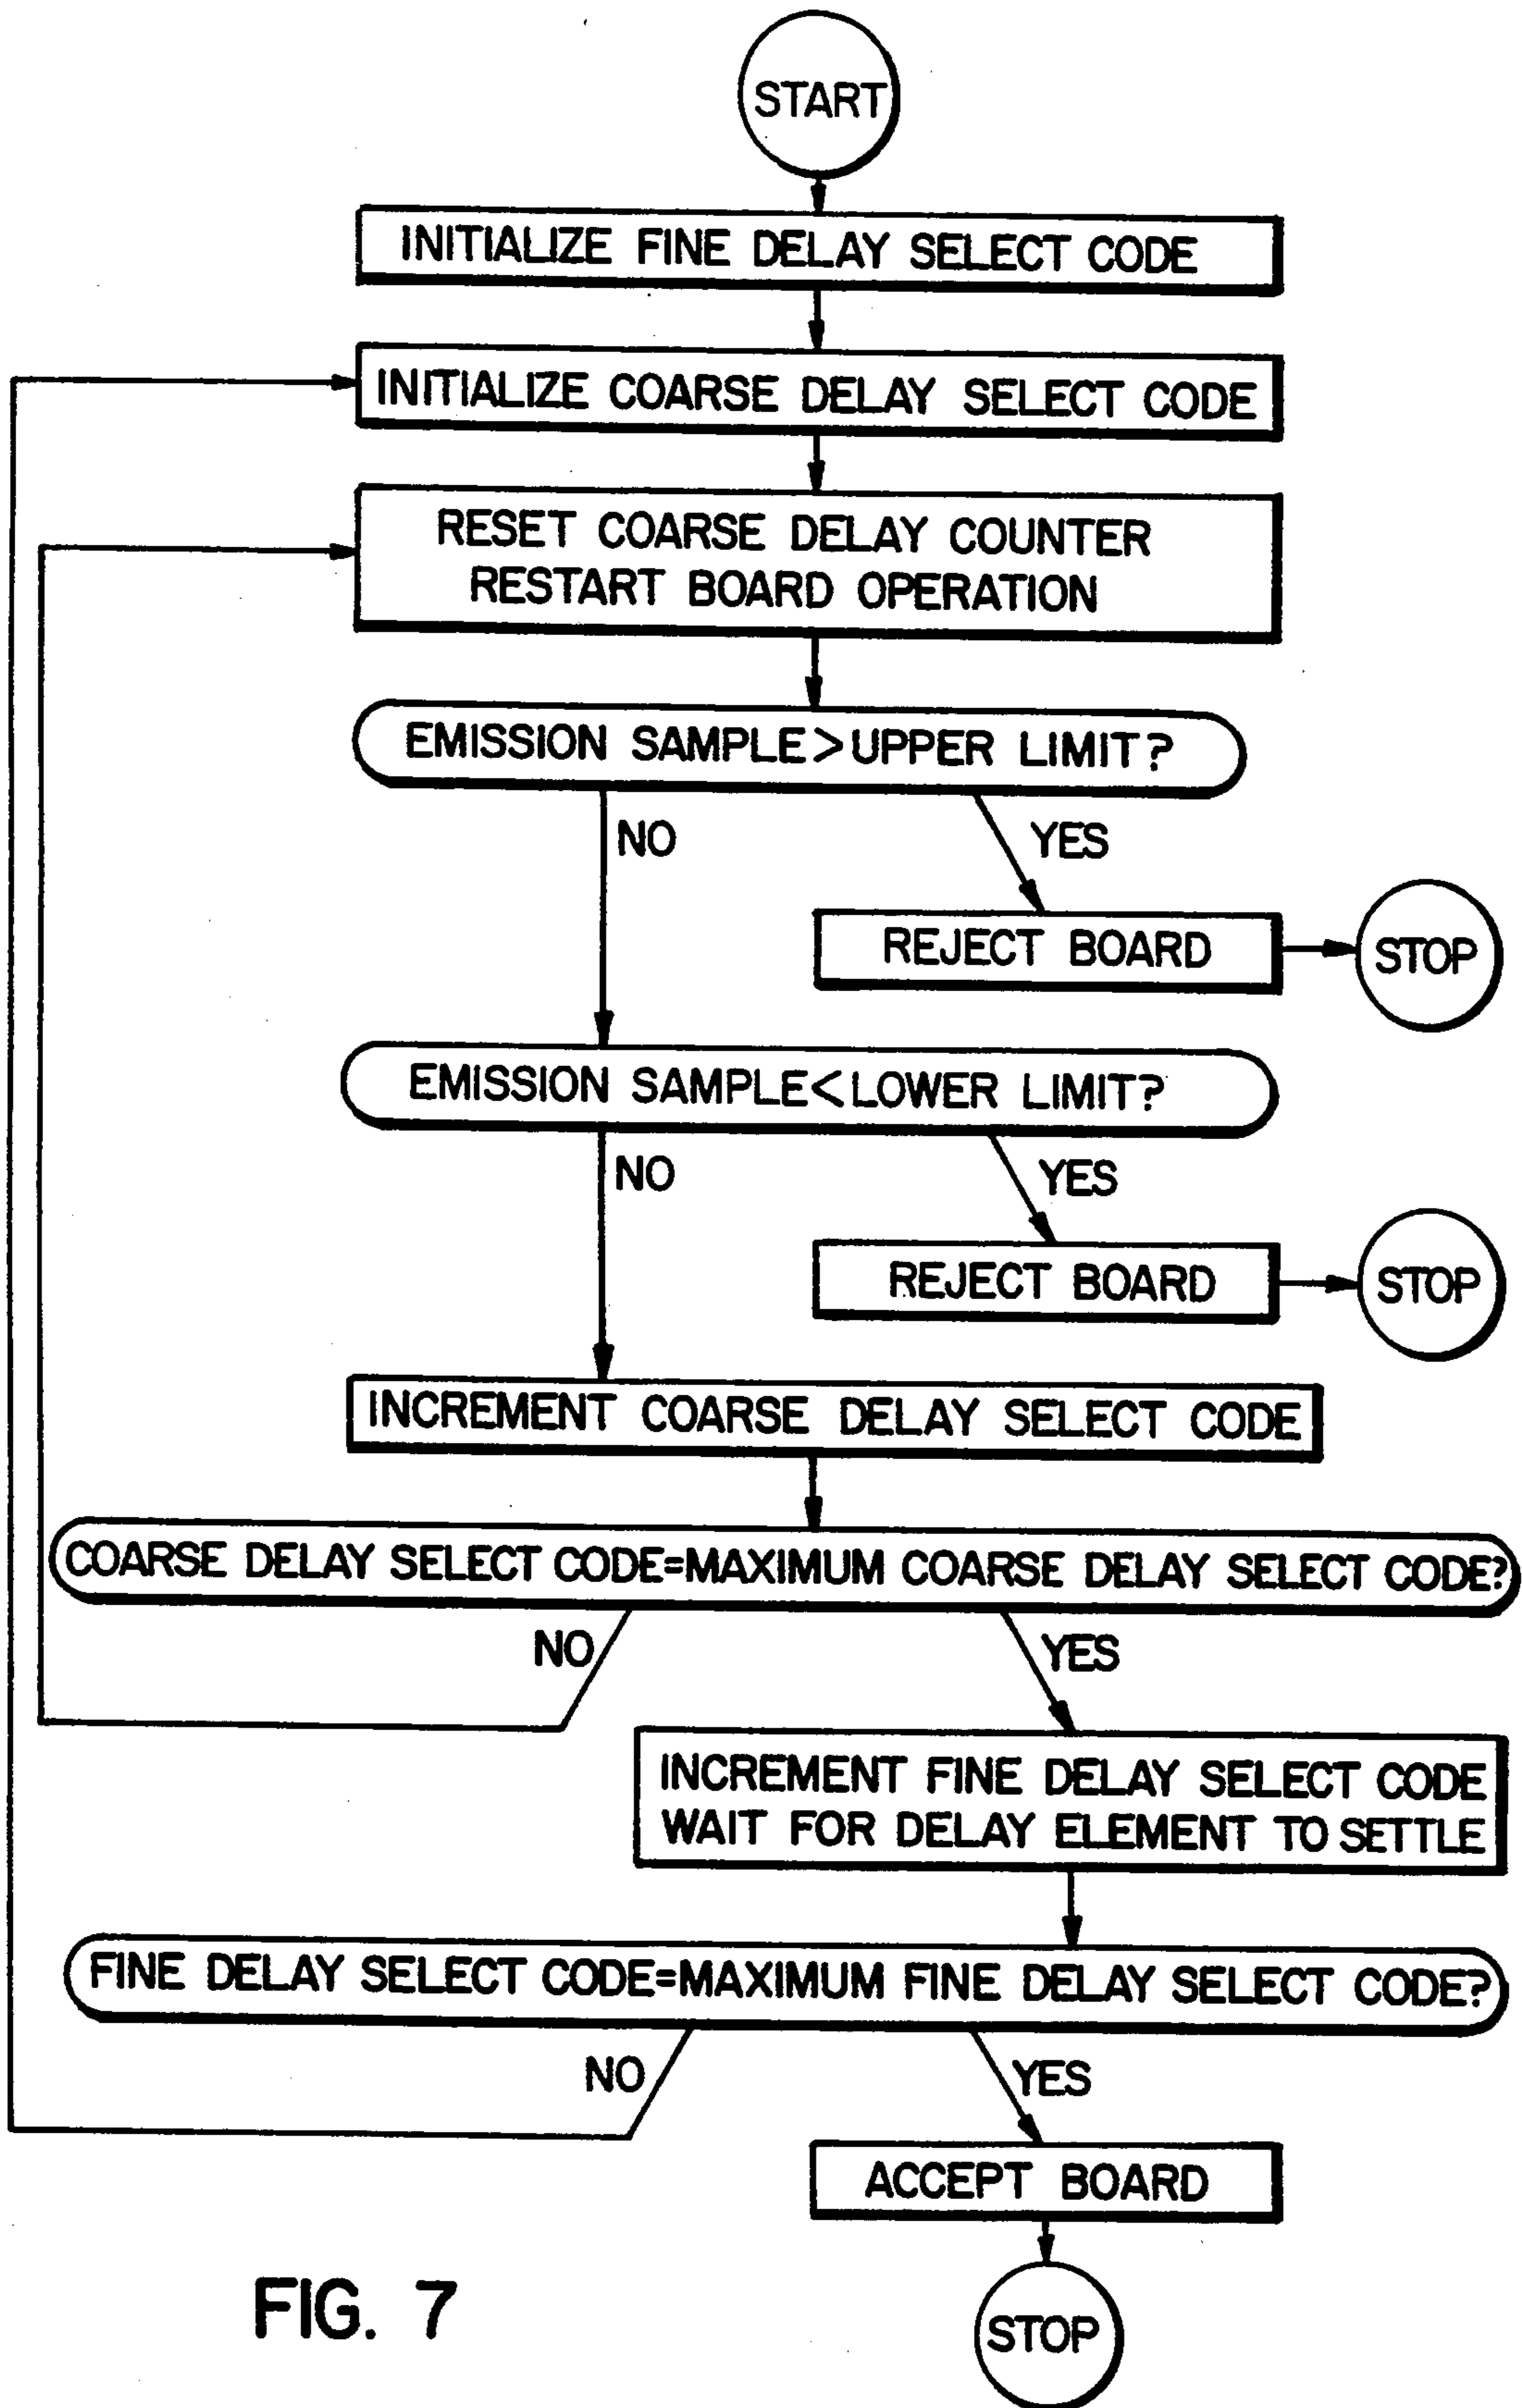 START
INITIALIZE FINE DELAY SELECT CODE
INITIALIZE COARSE DELAY SELECT CODE
RESET COARSE DELAY COUNTER
RESTART BOARD OPERATION
EMISSION SAMPLE>UPPER LIMIT?
NO
YES
REJECT BOARD
STOP
EMISSION SAMPLE<LOWER LIMIT?
NO
YES
REJECT BOARD
STOP
INCREMENT COARSE DELAY SELECT CODE
COARSE DELAY SELECT CODE=MAXIMUM COARSE DELAY SELECT CODE?
NO
YES
INCREMENT FINE DELAY SELECT CODE
WAIT FOR DELAY ELEMENT TO SETTLE
FINE DELAY SELECT CODE=MAXIMUM FINE DELAY SELECT CODE?
NO
YES
ACCEPT BOARD
STOP
FIG. 7